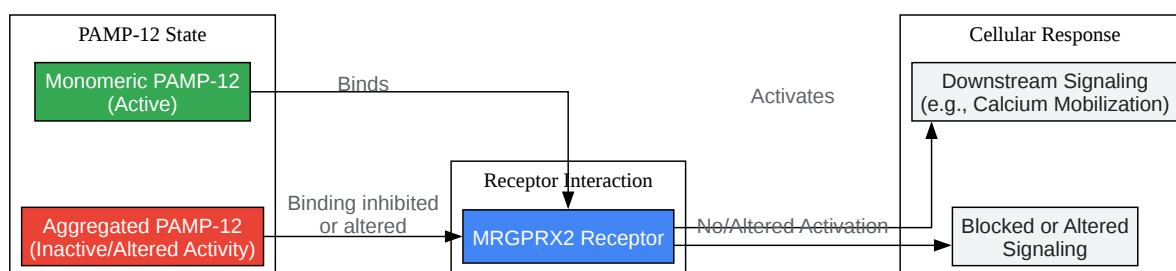 PAMP-12 State
Monomeric PAMP-12
(Active)
Binds
Aggregated PAMP-12
(Inactive/Altered Activity)
Binding inhibited
or altered
Receptor Interaction
MRGPRX2 Receptor
Activates
No/Altered Activation
Cellular Response
Downstream Signaling
(e.g., Calcium Mobilization)
Blocked or Altered
Signaling